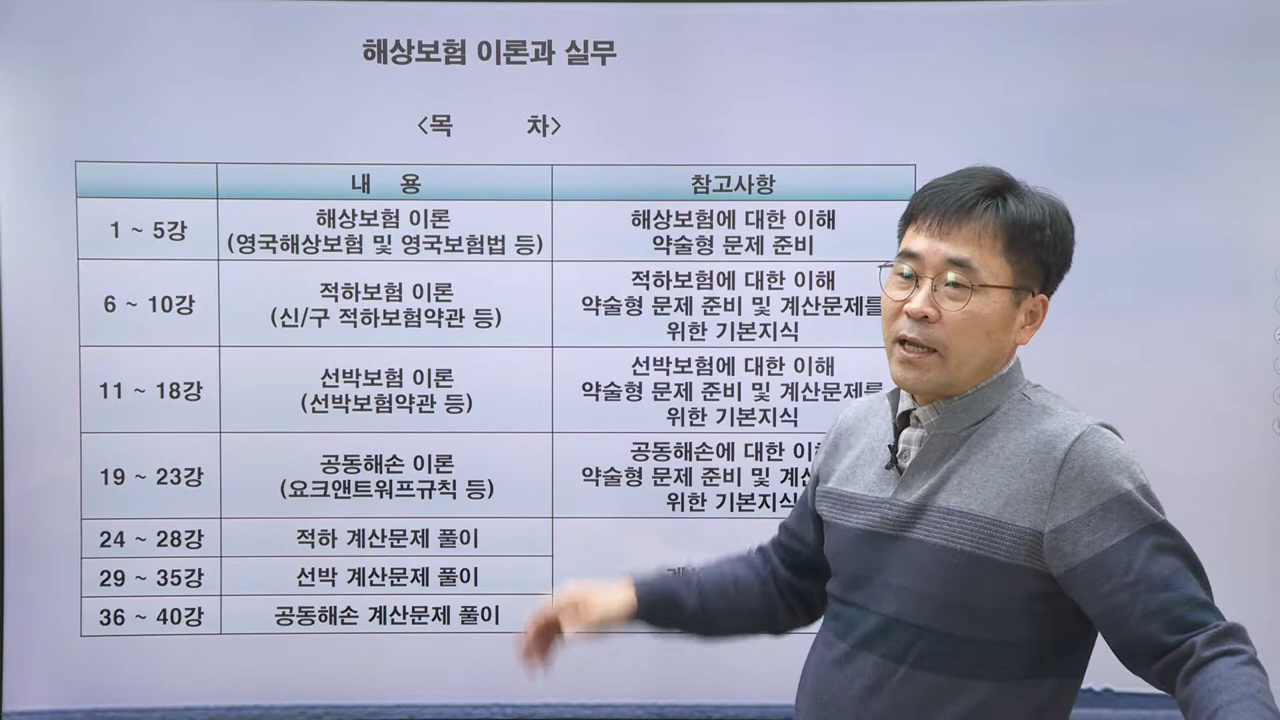 해상보험 이론과 실무
<목 차>
내 용
참고사항
1 ~ 5강
해상보험 이론
(영국해상보험 및 영국보험법 등)
해상보험에 대한 이해
약술형 문제 준비
6 ~ 10강
적하보험 이론
(신/구 적하보험약관 등)
적하보험에 대한 이해
약술형 문제 준비 및 계산문제를
위한 기본지식
11 ~ 18강
선박보험 이론
(선박보험약관 등)
선박보험에 대한 이해
약술형 문제 준비 및 계산문제를
위한 기본지식
19 ~ 23강
공동해손 이론
(요크앤트워프규칙 등)
공동해손에 대한
약술형 문제 준비 및
위한 기본지식
24 ~ 28강
적하 계산문제 풀이
29 ~ 35강
선박 계산문제 풀이
36 ~ 40강
공동해손 계산문제 풀이